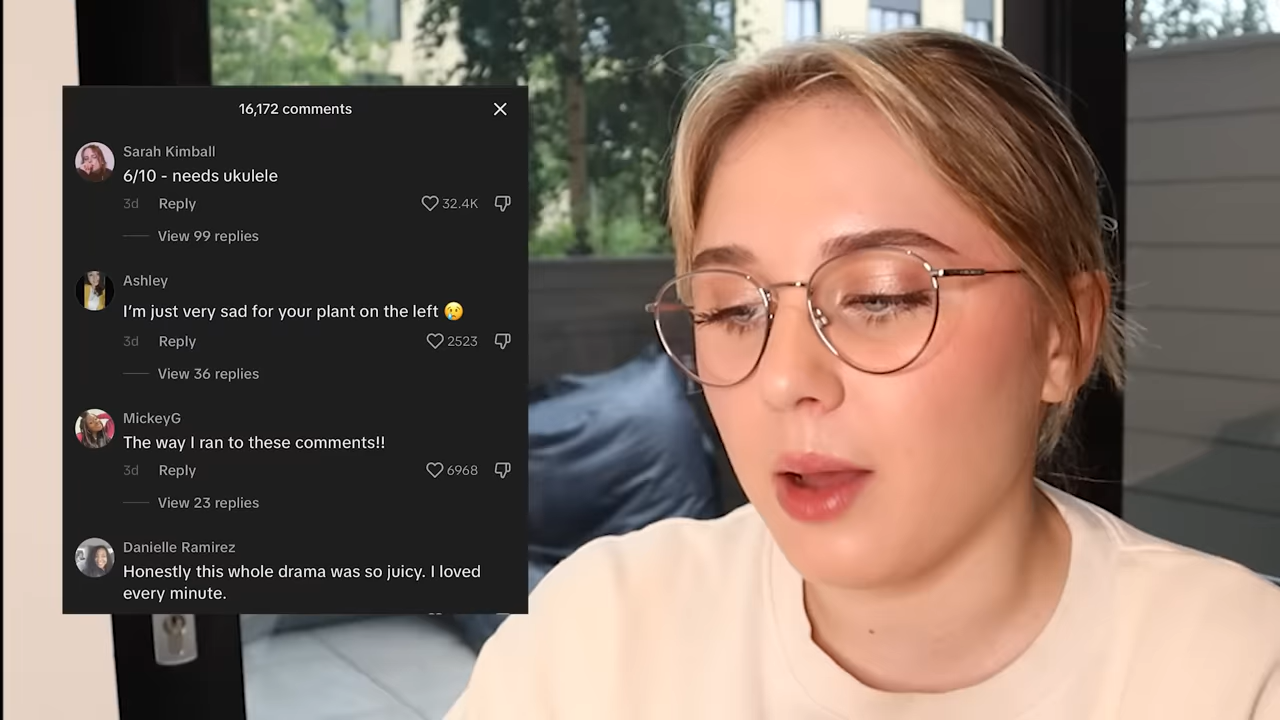 16,172 comments
Sarah Kimball
6/10 - needs ukulele
3d Reply 32.4K
View 99 replies
Ashley
I'm just very sad for your plant on the left 😢
3d Reply 2523
View 36 replies
MickeyG
The way I ran to these comments!!
3d Reply 6968
View 23 replies
Danielle Ramirez
Honestly this whole drama was so juicy. I loved
every minute.